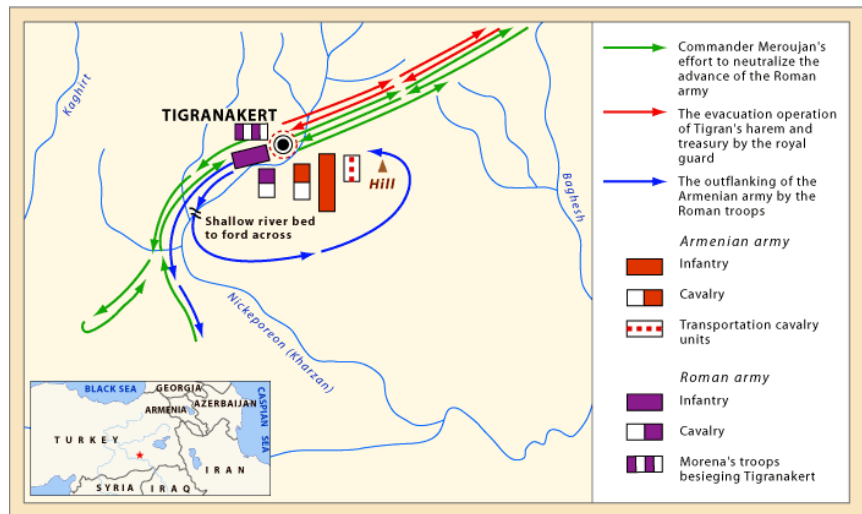 Kaghirt
TIGRANAKERT
Hill
Shallow river bed
to ford across
Baghesh
Nickeporeon (Kharzan)
BLACK SEA
GEORGIA
ARMENIA
AZERBAIJAN
CASPIAN SEA
TURKEY
IRAN
SYRIA
IRAQ
Commander Meroujan's
effort to neutralize the
advance of the Roman
army
The evacuation operation
of Tigran's harem and
treasury by the royal
guard
The outflanking of the
Armenian army by the
Roman troops
Armenian army
Infantry
Cavalry
Transportation cavalry
units
Roman army
Infantry
Cavalry
Morena's troops
besieging Tigranakert